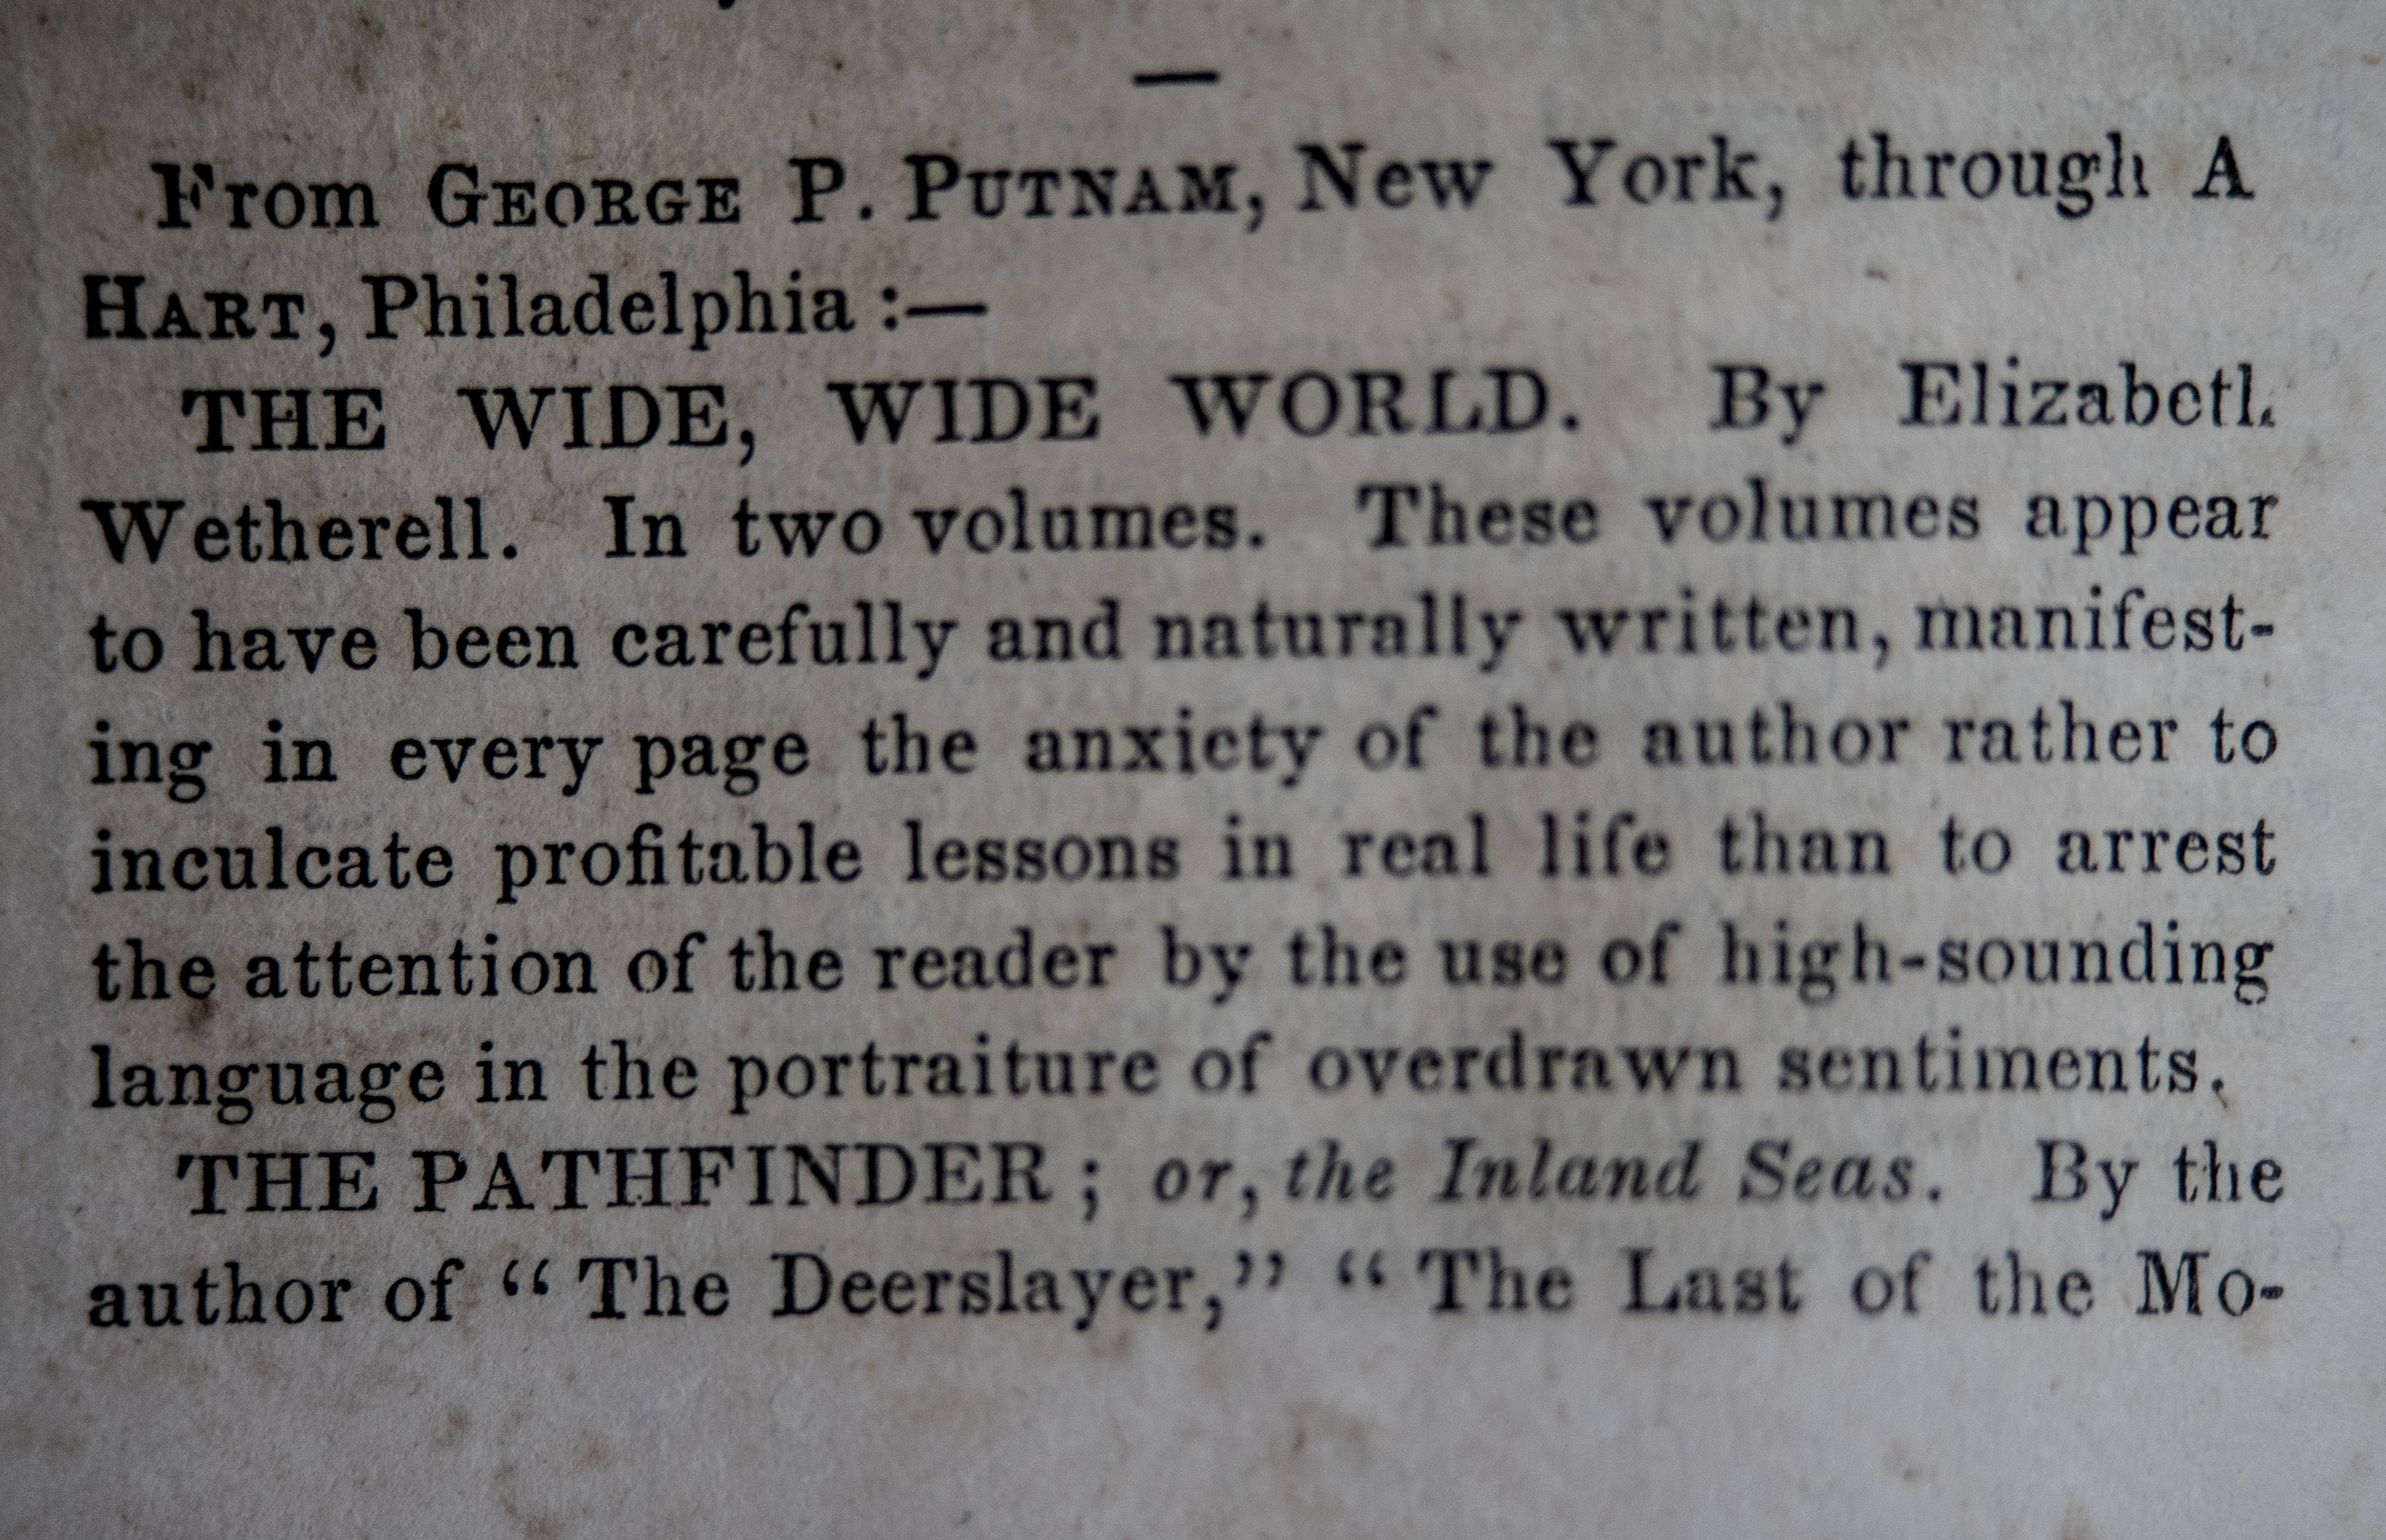 From GEORGE P. PUTNAM, New York, through A
HART, Philadelphia :—
THE WIDE, WIDE WORLD. By Elizabeth
Wetherell. In two volumes. These volumes appear
to have been carefully and naturally written, manifest-
ing in every page the anxiety of the author rather to
inculcate profitable lessons in real life than to arrest
the attention of the reader by the use of high-sounding
language in the portraiture of overdrawn sentiments.
THE PATHFINDER ; or, the Inland Seas. By the
author of “ The Deerslayer,” “ The Last of the Mo-